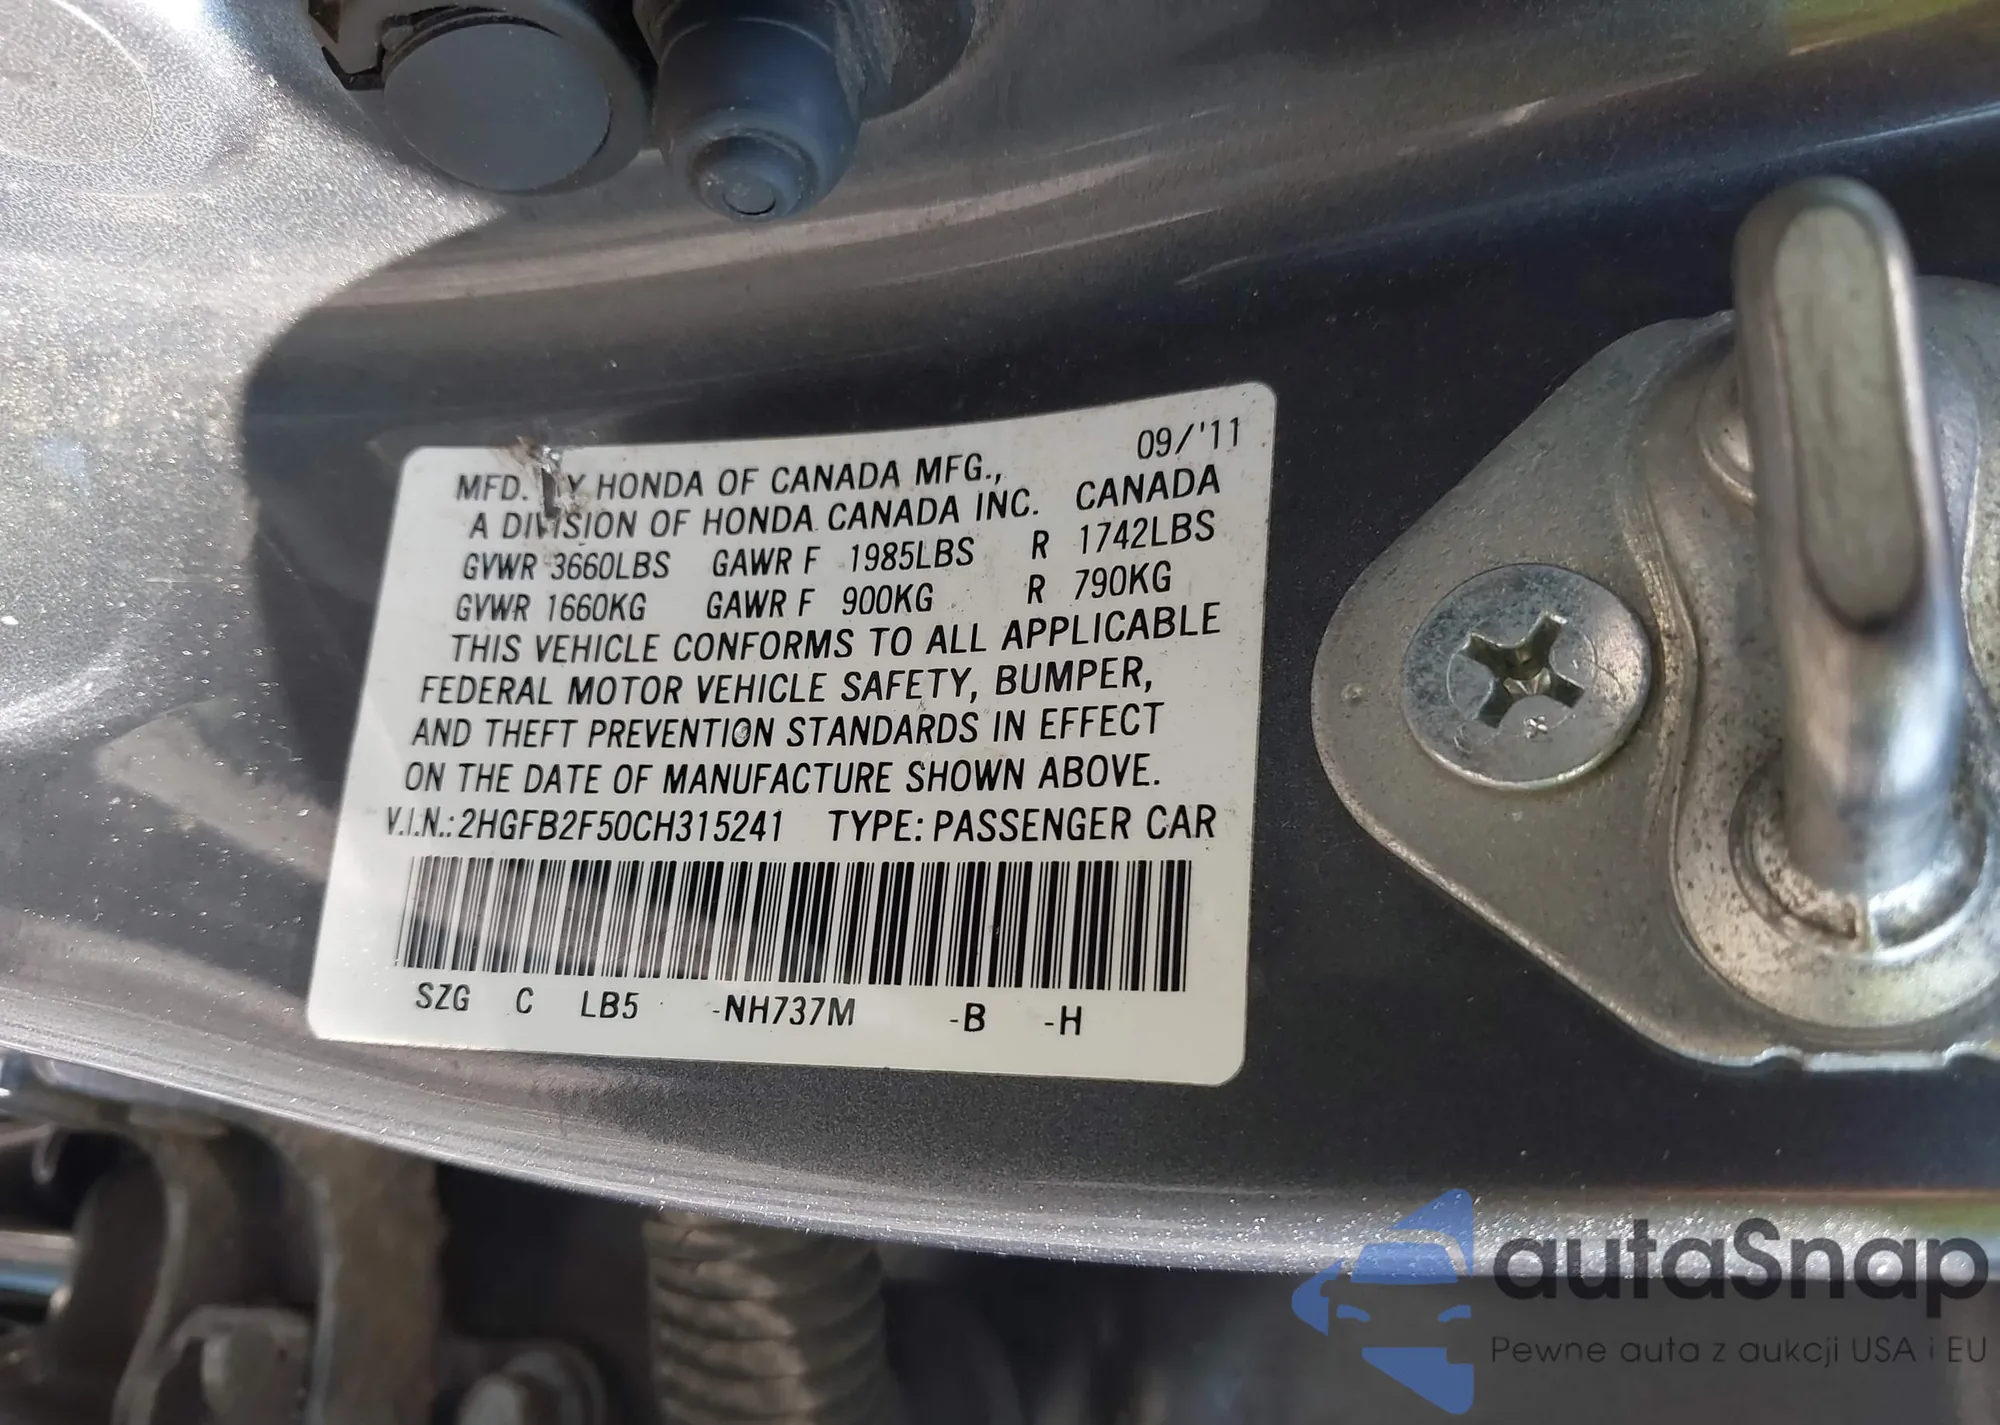 09/'11
MFD. BY HONDA OF CANADA MFG.,
A DIVISION OF HONDA CANADA INC. CANADA
GVWR 3660LBS GAWR F 1985LBS R 1742LBS
GVWR 1660KG GAWR F 900KG R 790KG
THIS VEHICLE CONFORMS TO ALL APPLICABLE
FEDERAL MOTOR VEHICLE SAFETY, BUMPER,
AND THEFT PREVENTION STANDARDS IN EFFECT
ON THE DATE OF MANUFACTURE SHOWN ABOVE.
V.I.N.: 2HGFB2F50CH315241 TYPE: PASSENGER CAR
SZG C LB5 -NH737M -B -H
autaSnap
Pewne auta z aukcji USA i EU